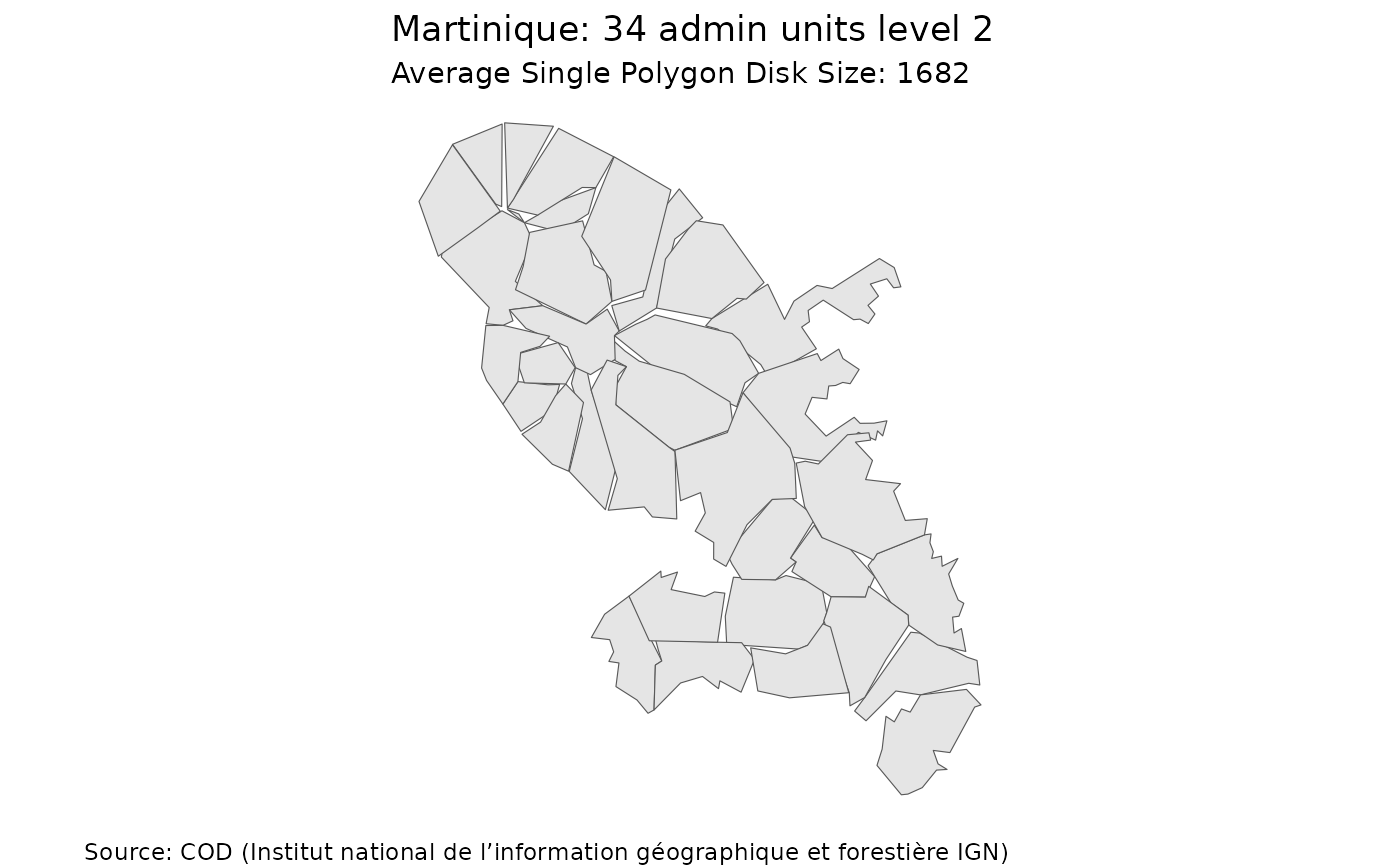 Martinique: 34 admin units level 2
Average Single Polygon Disk Size: 1682
Source: COD (Institut national de l’information géographique et forestière IGN)